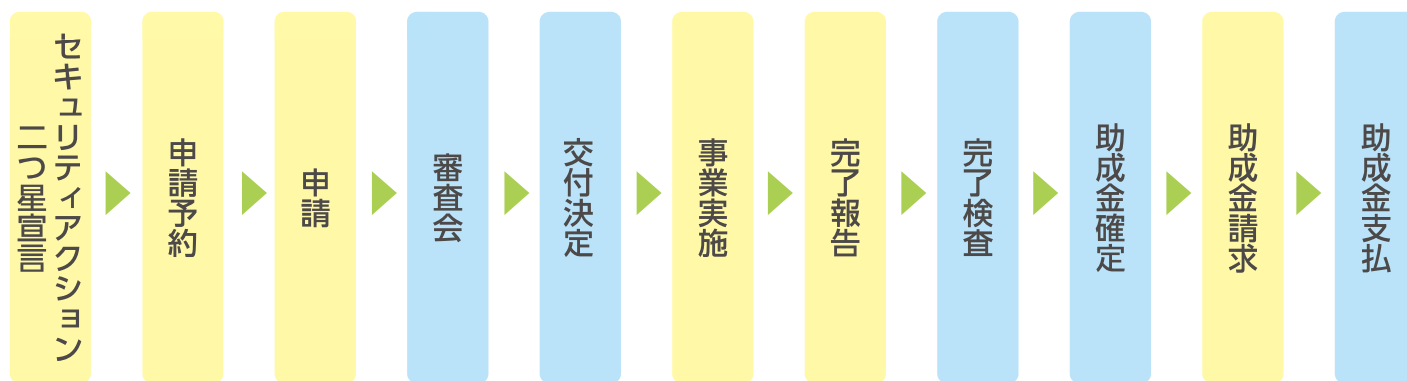 セキュリティアクション
二つ星宣言
申請予約
申請
審査会
交付決定
事業実施
完了報告
完了検査
助成金確定
助成金請求
助成金支払